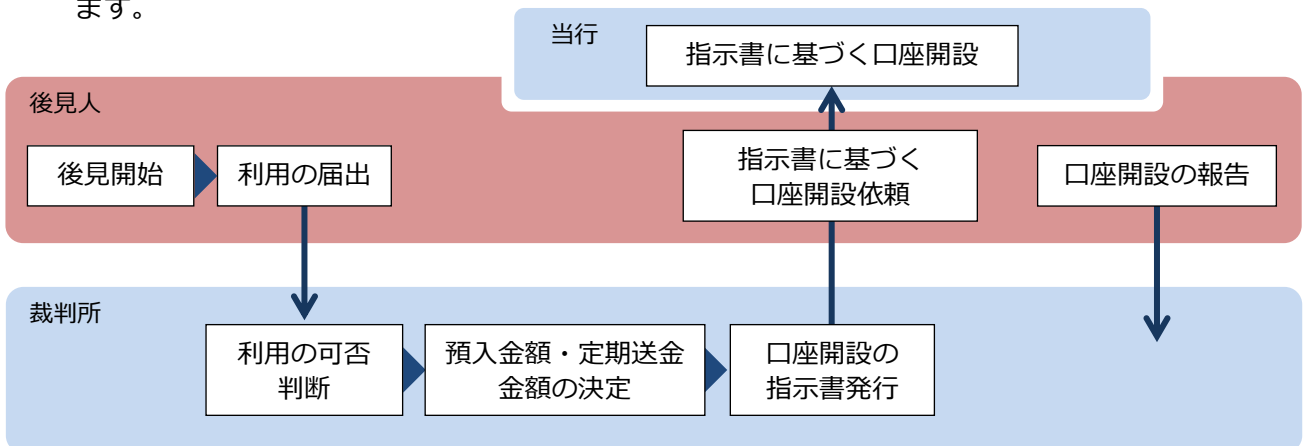 ます。
当行
指示書に基づく口座開設
後見人
後見開始
利用の届出
指示書に基づく
口座開設依頼
口座開設の報告
裁判所
利用の可否
判断
預入金額・定期送金
金額の決定
口座開設の
指示書発行